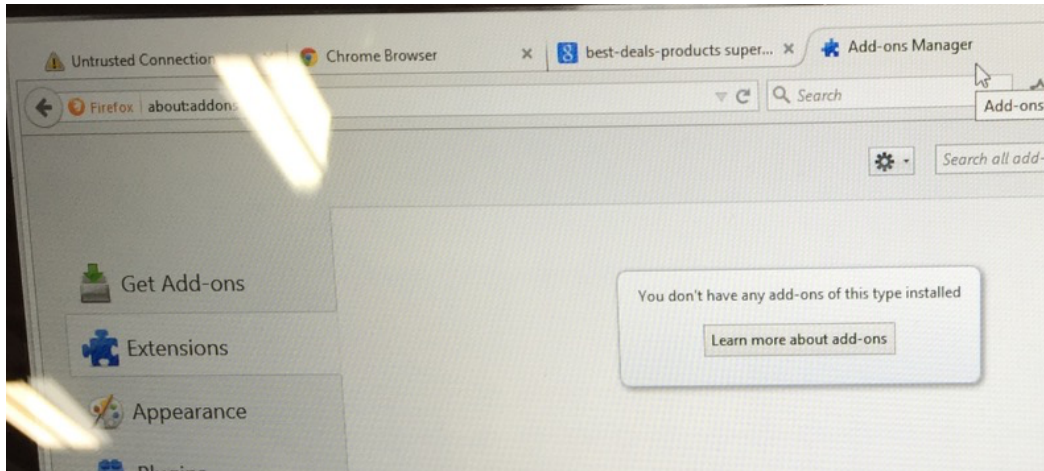 Untrusted Connection
Chrome Browser
best-deals-products super...
Add-ons Manager
Firefox about:addons
Search
Add-ons
Search all add-
Get Add-ons
You don't have any add-ons of this type installed
Learn more about add-ons
Extensions
Appearance